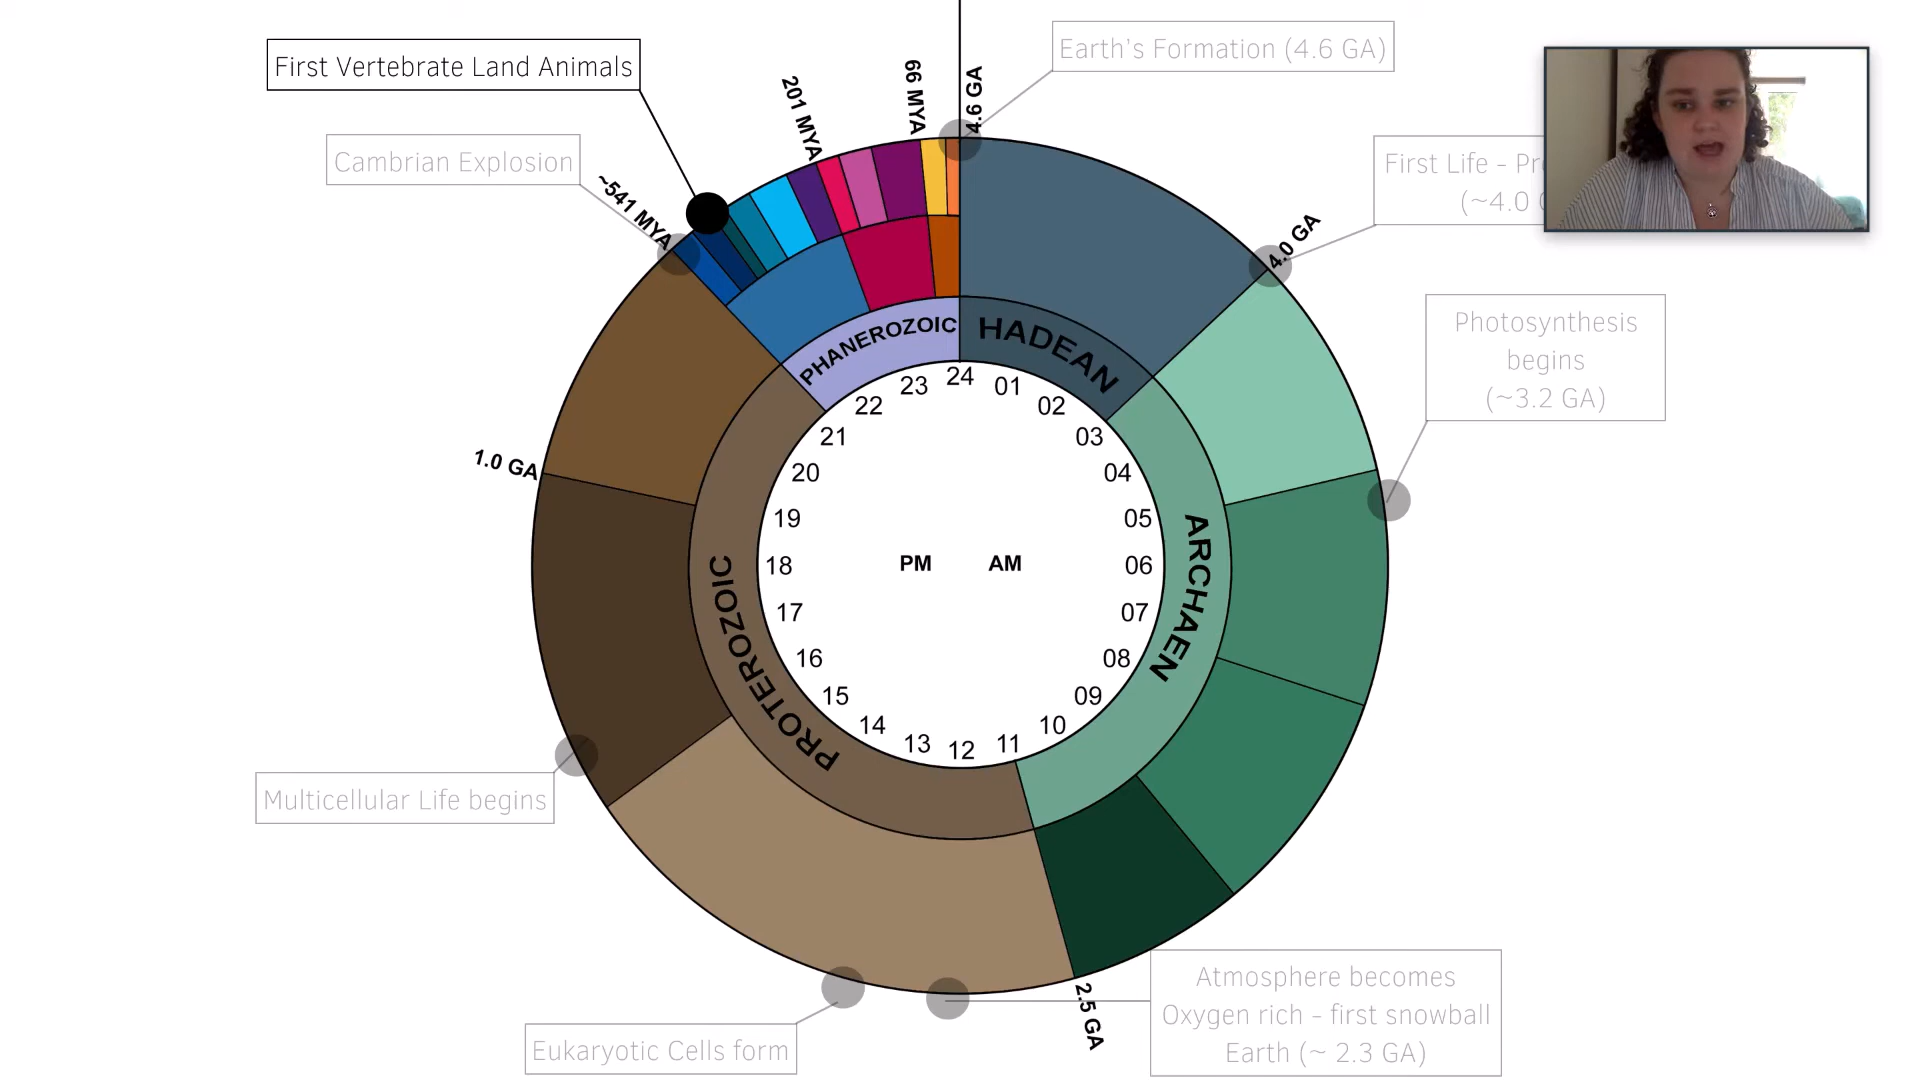 First Vertebrate Land Animals
Earth's Formation (4.6 GA)
Cambrian Explosion
First Life -
(~4.0
201 MYA
66 MYA
4.6 GA
~541 MYA
4.0 GA
Photosynthesis
begins
(~3.2 GA)
PHANEROZOIC
HADEAN
ARCHAEN
PROTEROZOIC
1.0 GA
24
01
02
03
04
05
06
07
08
09
10
11
12
13
14
15
16
17
18
19
20
21
22
23
PM AM
Multicellular Life begins
2.5 GA
Atmosphere becomes
Oxygen rich - first snowball
Earth (~ 2.3 GA)
Eukaryotic Cells form